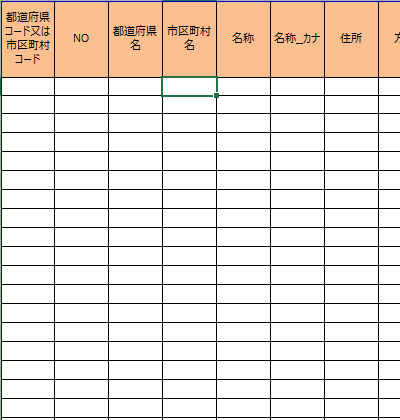 都道府県
コード又は
市区町村
コード
NO
都道府県
名
市区町村
名
名称
名称_カナ
住所